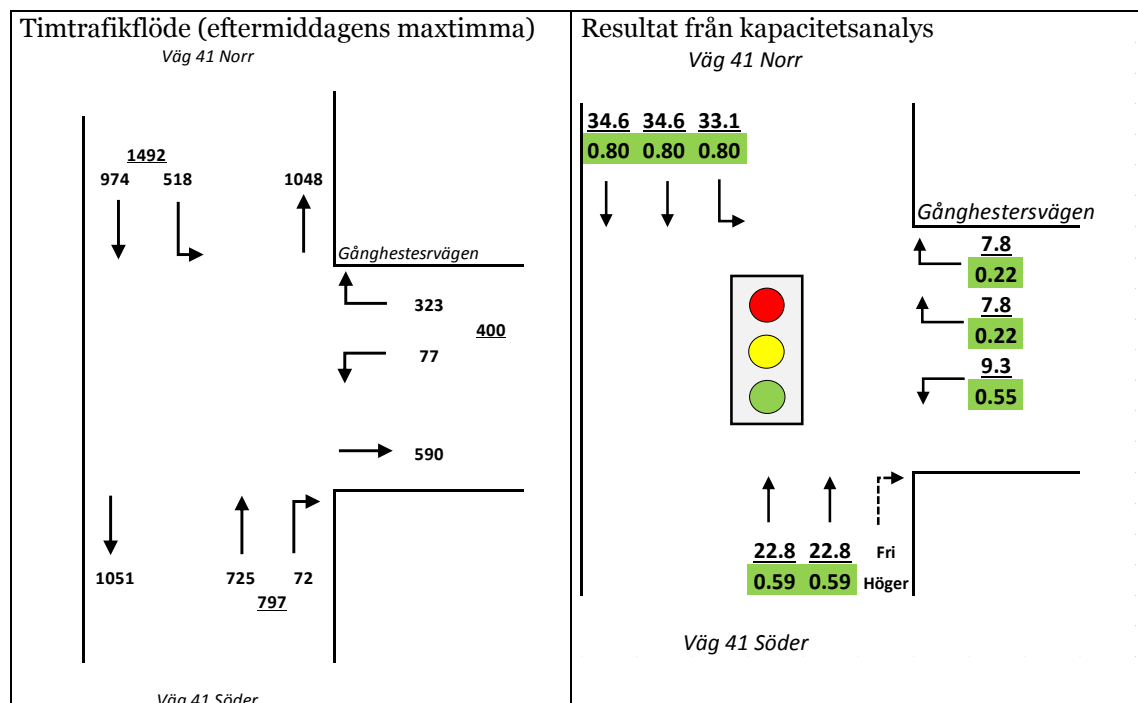 Timtrafikflöde (eftermiddagens maxtimma)
Väg 41 Norr
1492
974 518 1048
Gånghestesrvägen
323
400
77
590
1051 725 72
797
Väg 41 Söder
Resultat från kapacitetsanalys
Väg 41 Norr
34.6 34.6 33.1
0.80 0.80 0.80
Gånghestersvägen
7.8
0.22
7.8
0.22
9.3
0.55
22.8 22.8 Fri
0.59 0.59 Höger
Väg 41 Söder